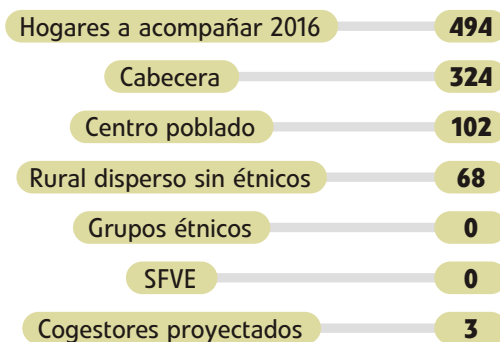 Hogares a acompañar 2016 494
Cabecera 324
Centro poblado 102
Rural disperso sin étnicos 68
Grupos étnicos 0
SFVE 0
Cogestores proyectados 3